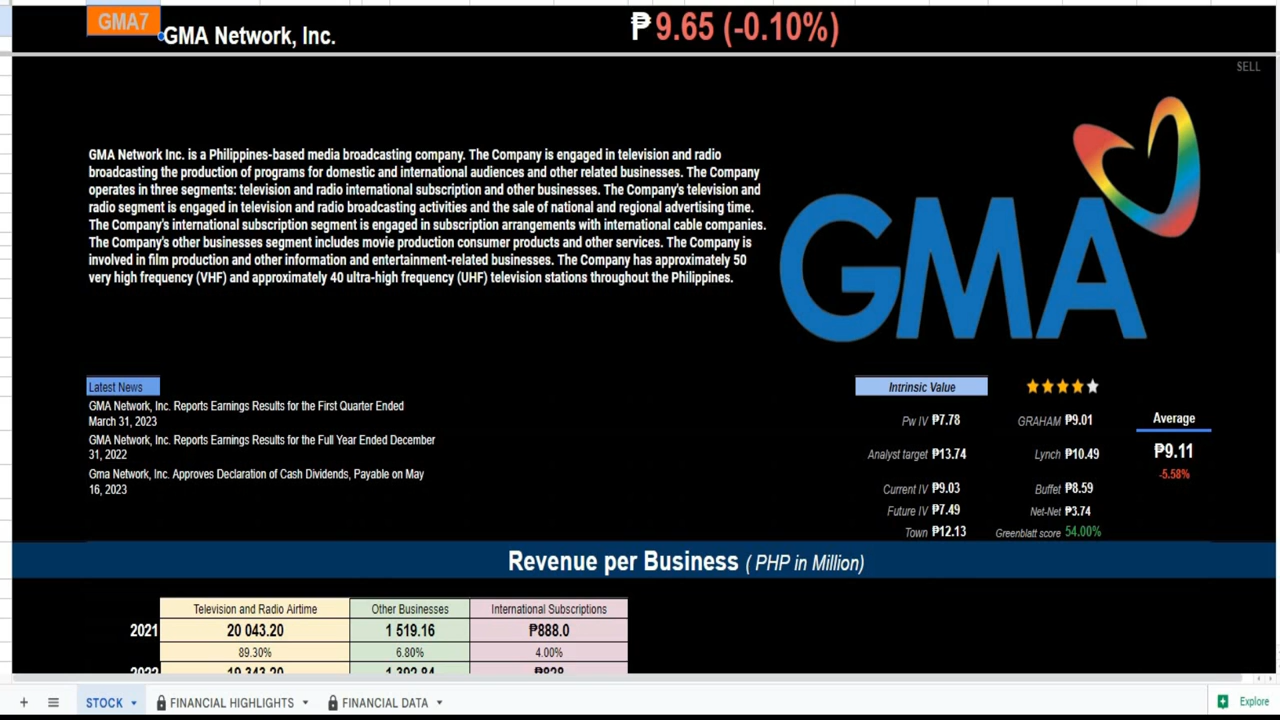 GMA7
GMA Network, Inc.
₱ 9.65 (-0.10%)
SELL
GMA Network Inc. is a Philippines-based media broadcasting company. The Company is engaged in television and radio
broadcasting the production of programs for domestic and international audiences and other related businesses. The Company
operates in three segments: television and radio international subscription and other businesses. The Company's television and
radio segment is engaged in television and radio broadcasting activities and the sale of national and regional advertising time.
The Company's international subscription segment is engaged in subscription arrangements with international cable companies.
The Company's other businesses segment includes movie production consumer products and other services. The Company is
involved in film production and other information and entertainment-related businesses. The Company has approximately 50
very high frequency (VHF) and approximately 40 ultra-high frequency (UHF) television stations throughout the Philippines.
GMA
Latest News
GMA Network, Inc. Reports Earnings Results for the First Quarter Ended
March 31, 2023
GMA Network, Inc. Reports Earnings Results for the Full Year Ended December
31, 2022
Gma Network, Inc. Approves Declaration of Cash Dividends, Payable on May
16, 2023
Intrinsic Value
Pw IV ₱7.78 GRAHAM ₱9.01
Analyst target ₱13.74 Lynch ₱10.49
Current IV ₱9.03 Buffet ₱8.59
Future IV ₱7.49 Net-Net ₱3.74
Town ₱12.13 Greenblatt score 54.00%
Average
₱9.11
-5.58%
Revenue per Business ( PHP in Million)
Television and Radio Airtime Other Businesses International Subscriptions
2021 20 043.20 1 519.16 ₱888.0
89.30% 6.80% 4.00%
2022 19 343.20 1 392.84 ₱828
STOCK FINANCIAL HIGHLIGHTS FINANCIAL DATA Explore